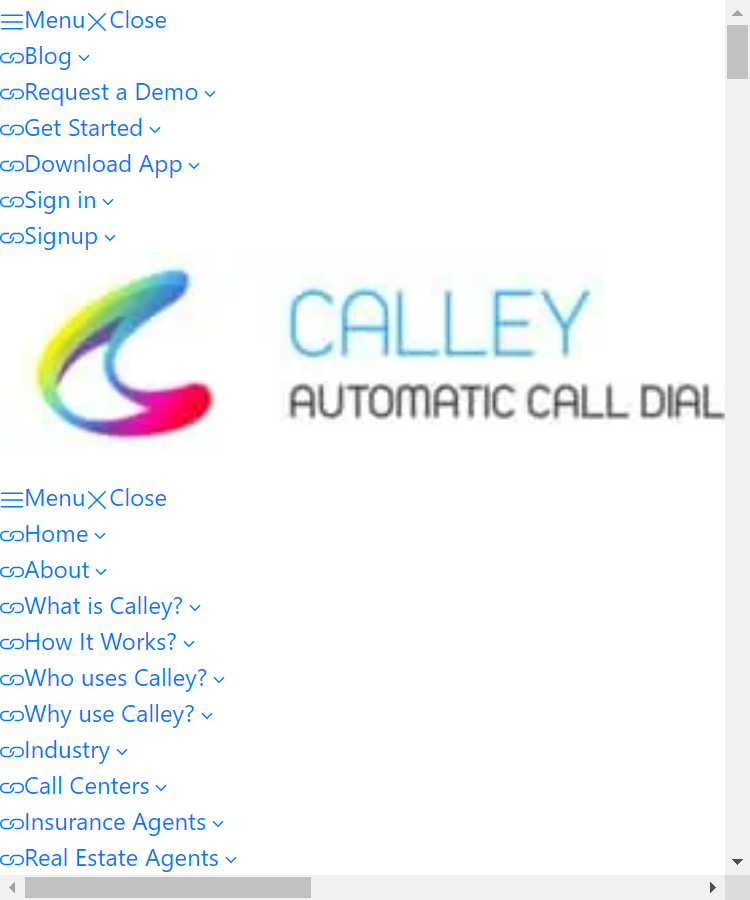 Menu Close
Blog
Request a Demo
Get Started
Download App
Sign in
Signup
CALLEY
AUTOMATIC CALL DIAL
Menu Close
Home
About
What is Calley?
How It Works?
Who uses Calley?
Why use Calley?
Industry
Call Centers
Insurance Agents
Real Estate Agents